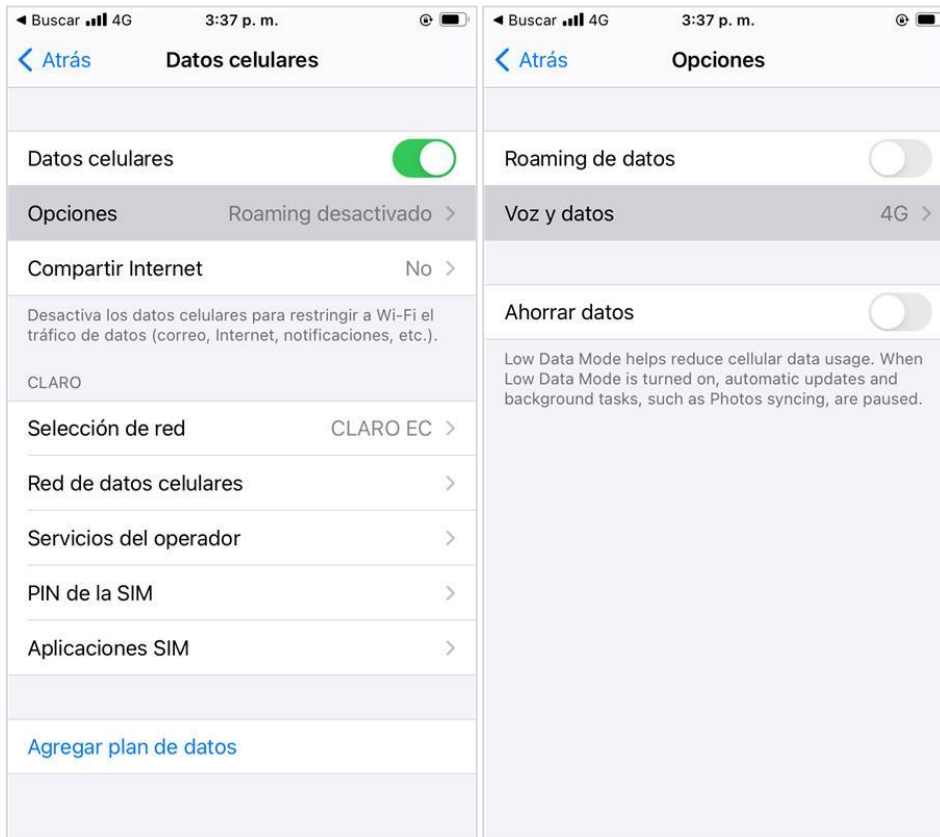 Buscar 4G 3:37 p. m.
Atrás Datos celulares
Datos celulares
Opciones Roaming desactivado
Compartir Internet No
Desactiva los datos celulares para restringir a Wi-Fi el
tráfico de datos (correo, Internet, notificaciones, etc.).
CLARO
Selección de red CLARO EC
Red de datos celulares
Servicios del operador
PIN de la SIM
Aplicaciones SIM
Agregar plan de datos
Buscar 4G 3:37 p. m.
Atrás Opciones
Roaming de datos
Voz y datos 4G
Ahorrar datos
Low Data Mode helps reduce cellular data usage. When
Low Data Mode is turned on, automatic updates and
background tasks, such as Photos syncing, are paused.